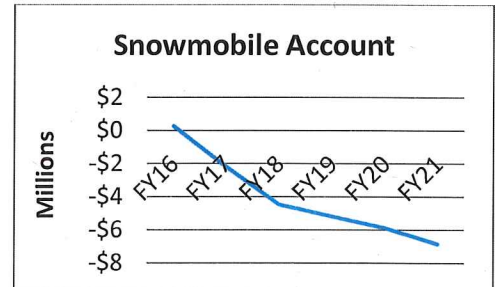 Snowmobile Account
Millions
$2
$0
-$2
-$4
-$6
-$8
FY16
FY17
FY18
FY19
FY20
FY21